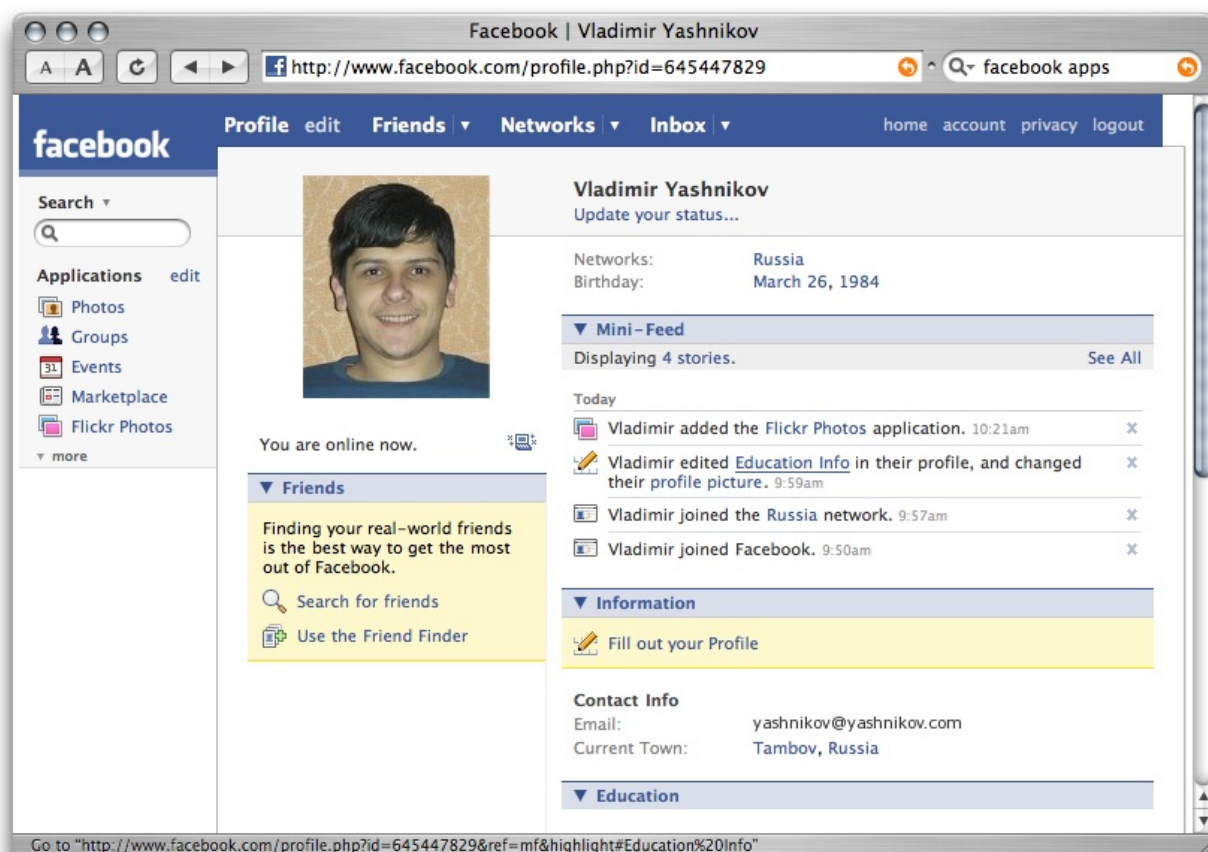 Facebook | Vladimir Yashnikov
A A http://www.facebook.com/profile.php?id=645447829 facebook apps
facebook
Profile edit Friends Networks Inbox home account privacy logout
Search
Applications edit
Photos
Groups
31 Events
Marketplace
Flickr Photos
more
You are online now.
Friends
Finding your real-world friends
is the best way to get the most
out of Facebook.
Search for friends
Use the Friend Finder
Vladimir Yashnikov
Update your status...
Networks: Russia
Birthday: March 26, 1984
Mini-Feed
Displaying 4 stories. See All
Today
Vladimir added the Flickr Photos application. 10:21am
Vladimir edited Education Info in their profile, and changed
their profile picture. 9:59am
Vladimir joined the Russia network. 9:57am
Vladimir joined Facebook. 9:50am
Information
Fill out your Profile
Contact Info
Email: yashnikov@yashnikov.com
Current Town: Tambov, Russia
Education
Go to "http://www.facebook.com/profile.php?id=645447829&ref=mf&highlight#Education%20Info"